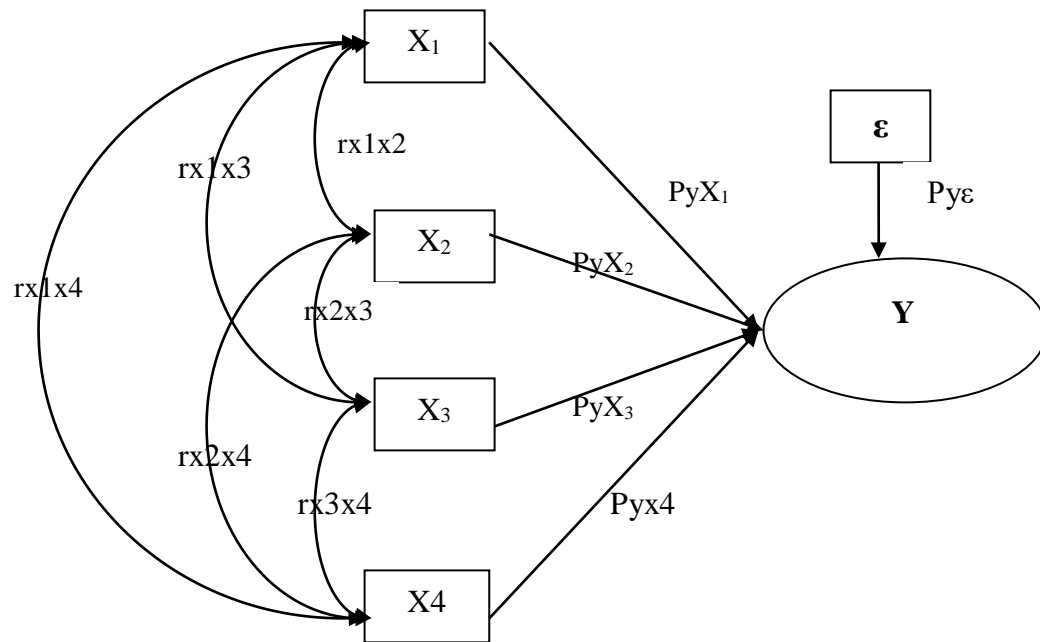 X₁
ε
rx1x2
rx1x3
PyX₁
Pyε
X₂
PyX₂
rx1x4
rx2x3
Y
X₃
PyX₃
rx2x4
rx3x4
Pyx4
X4